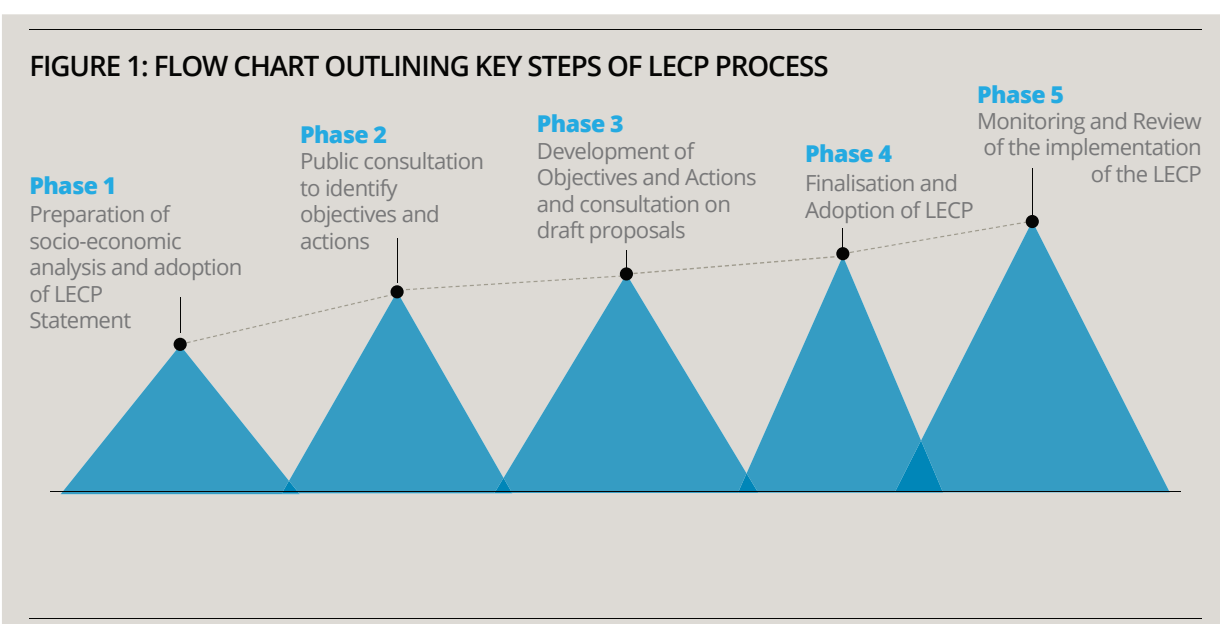 FIGURE 1: FLOW CHART OUTLINING KEY STEPS OF LECP PROCESS
Phase 1
Preparation of
socio-economic
analysis and adoption
of LECP
Statement
Phase 2
Public consultation
to identify
objectives and
actions
Phase 3
Development of
Objectives and Actions
and consultation on
draft proposals
Phase 4
Finalisation and
Adoption of LECP
Phase 5
Monitoring and Review
of the implementation
of the LECP